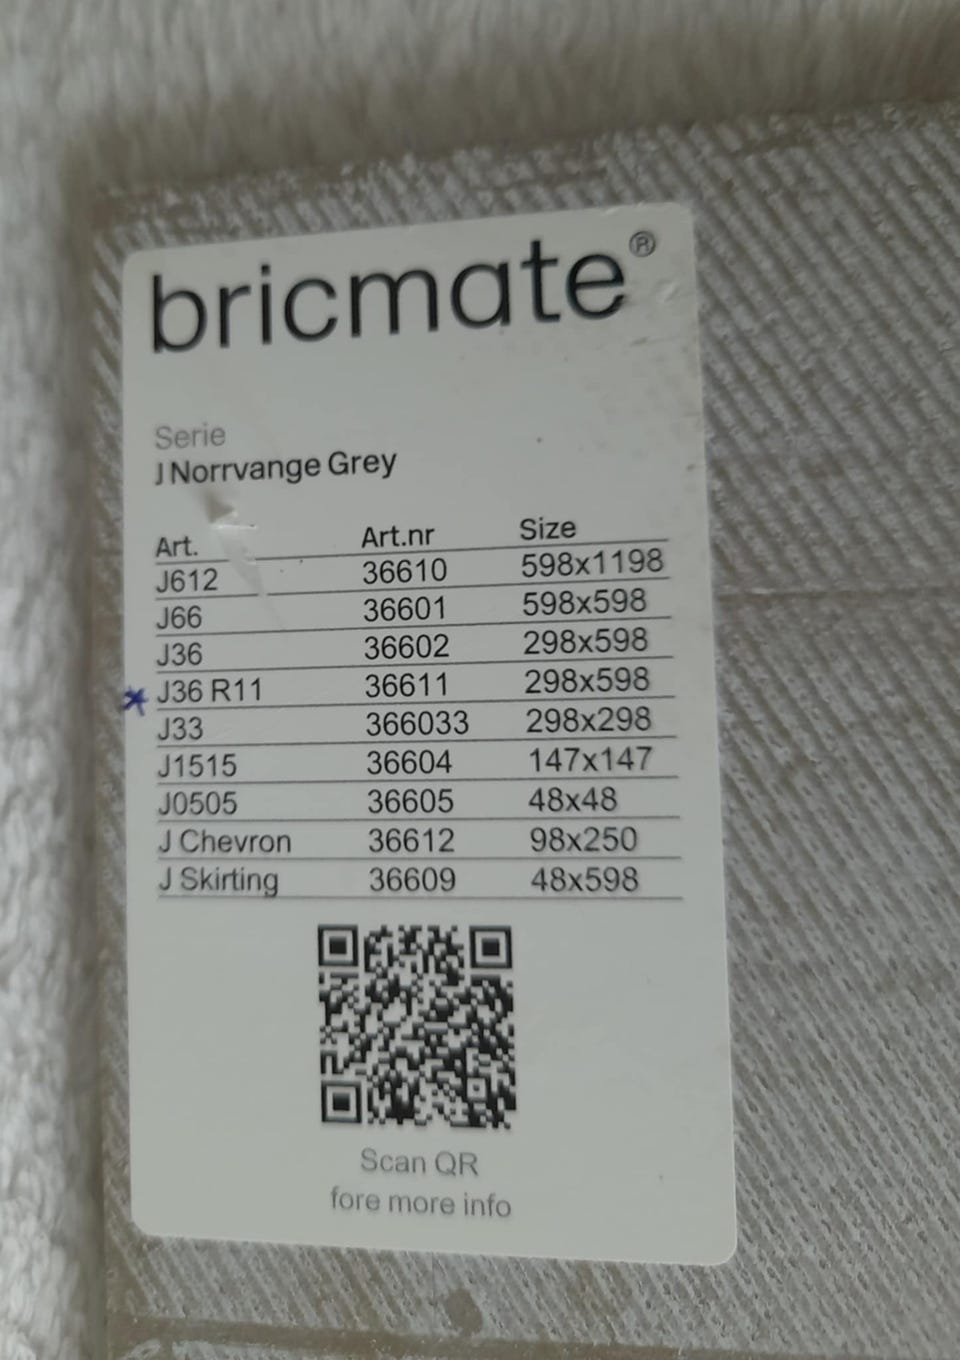 bricmate®
Serie
J Norrvange Grey
Art. Art.nr Size
J612 36610 598x1198
J66 36601 598x598
J36 36602 298x598
* J36 R11 36611 298x598
J33 366033 298x298
J1515 36604 147x147
J0505 36605 48x48
J Chevron 36612 98x250
J Skirting 36609 48x598
Scan QR
fore more info